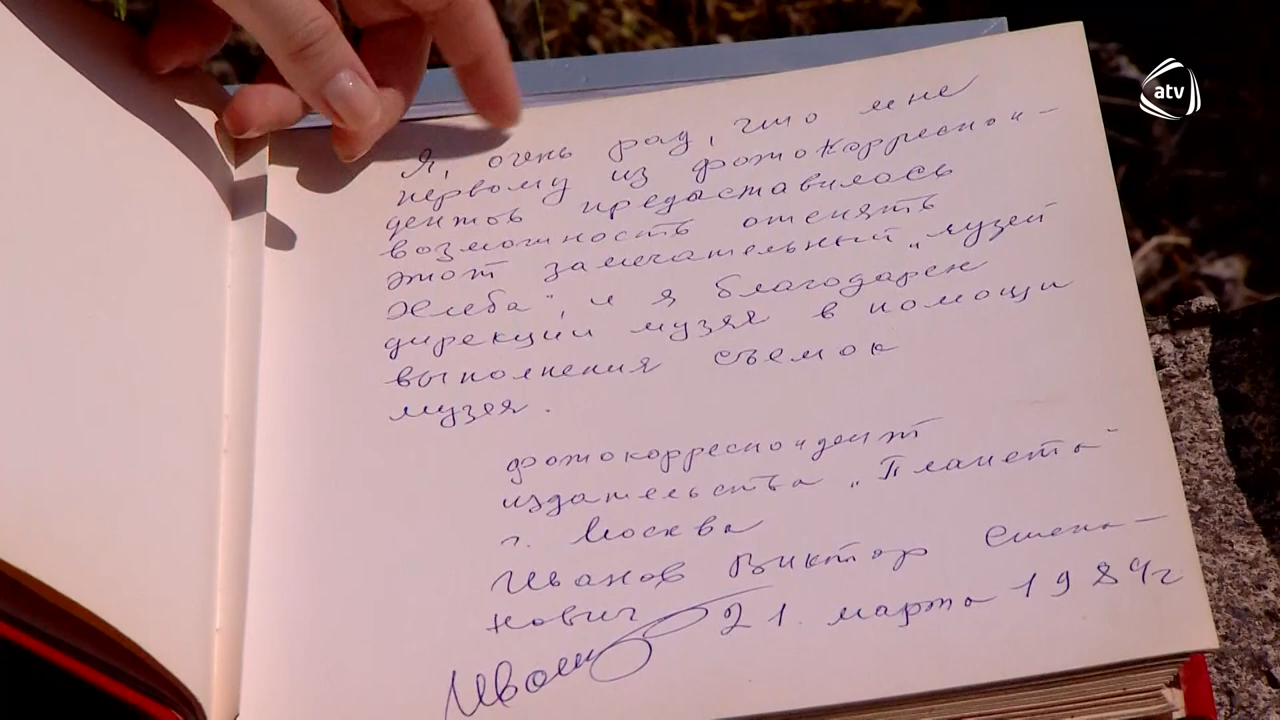 atv
Я, очень рад, что мне
первому из фотокорреспон-
дентов предоставилось
возможность отснять
этот замечательный „музей
Хлеба", и я благодарен
дирекции музея в помощи
выполнения съемок
музея.
фотокорреспондент
издательства „Планета"
г. Москва
Иванов Виктор Степа-
нович 21. марта 1984г